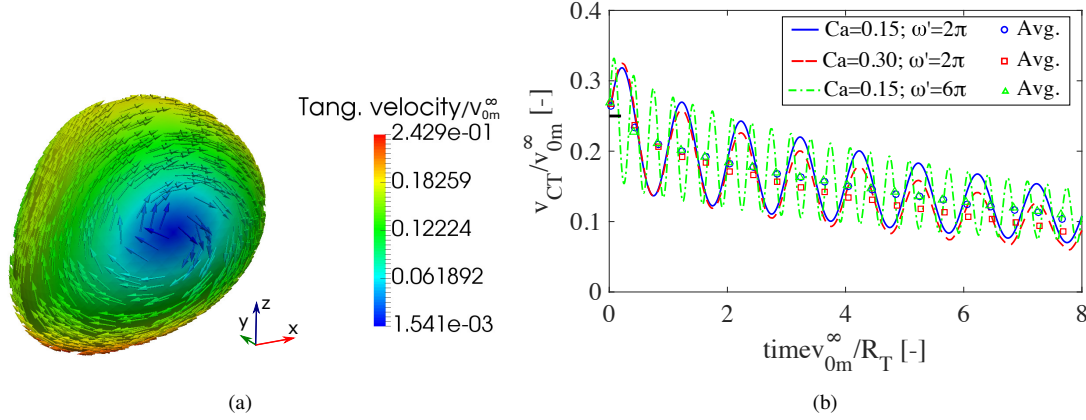 Tang. velocity/v∞0m
2.429e-01
0.18259
0.12224
0.061892
1.541e-03
z
y
x
(a)
Ca=0.15; ω'=2π Avg.
Ca=0.30; ω'=2π Avg.
Ca=0.15; ω'=6π Avg.
vCT/v∞0m [-]
0.4
0.3
0.2
0.1
0
0 2 4 6 8
timev∞0m/RT [-]
(b)